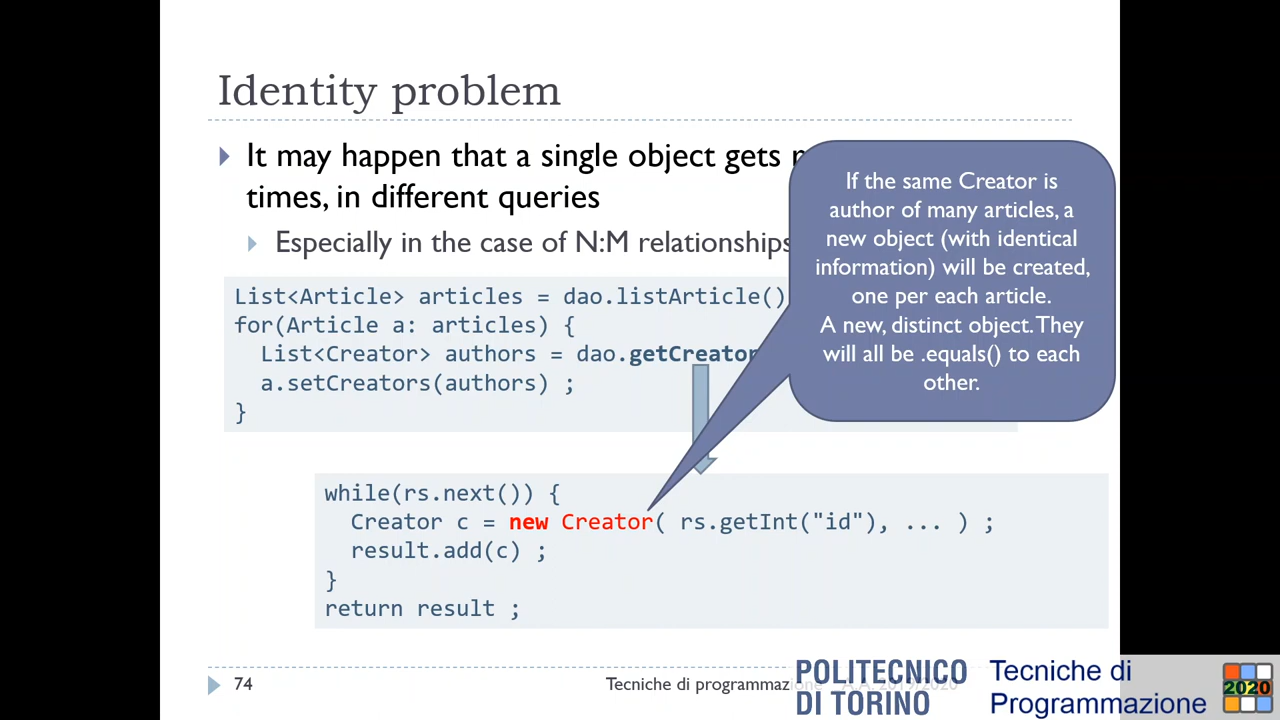 Identity problem
It may happen that a single object gets
times, in different queries
Especially in the case of N:M relationships
List<Article> articles = dao.listArticle()
for(Article a: articles) {
List<Creator> authors = dao.getCreator
a.setCreators(authors) ;
}
If the same Creator is
author of many articles, a
new object (with identical
information) will be created,
one per each article.
A new, distinct object. They
will all be .equals() to each
other.
while(rs.next()) {
Creator c = new Creator( rs.getInt("id"), ... ) ;
result.add(c) ;
}
return result ;
74
Tecniche di programmazione A.A. 2019/2020
POLITECNICO
DI TORINO
Tecniche di
Programmazione
2020